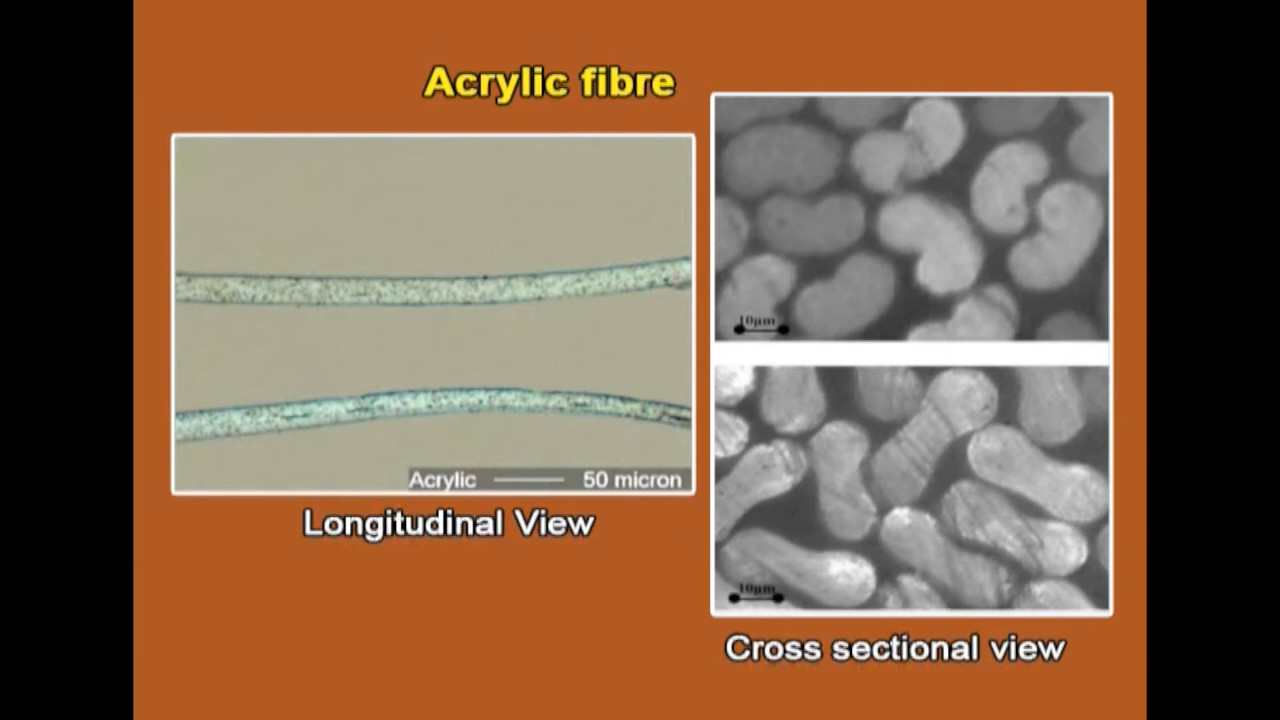 Acrylic fibre
Acrylic 50 micron
Longitudinal View
10µm
10µm
Cross sectional view